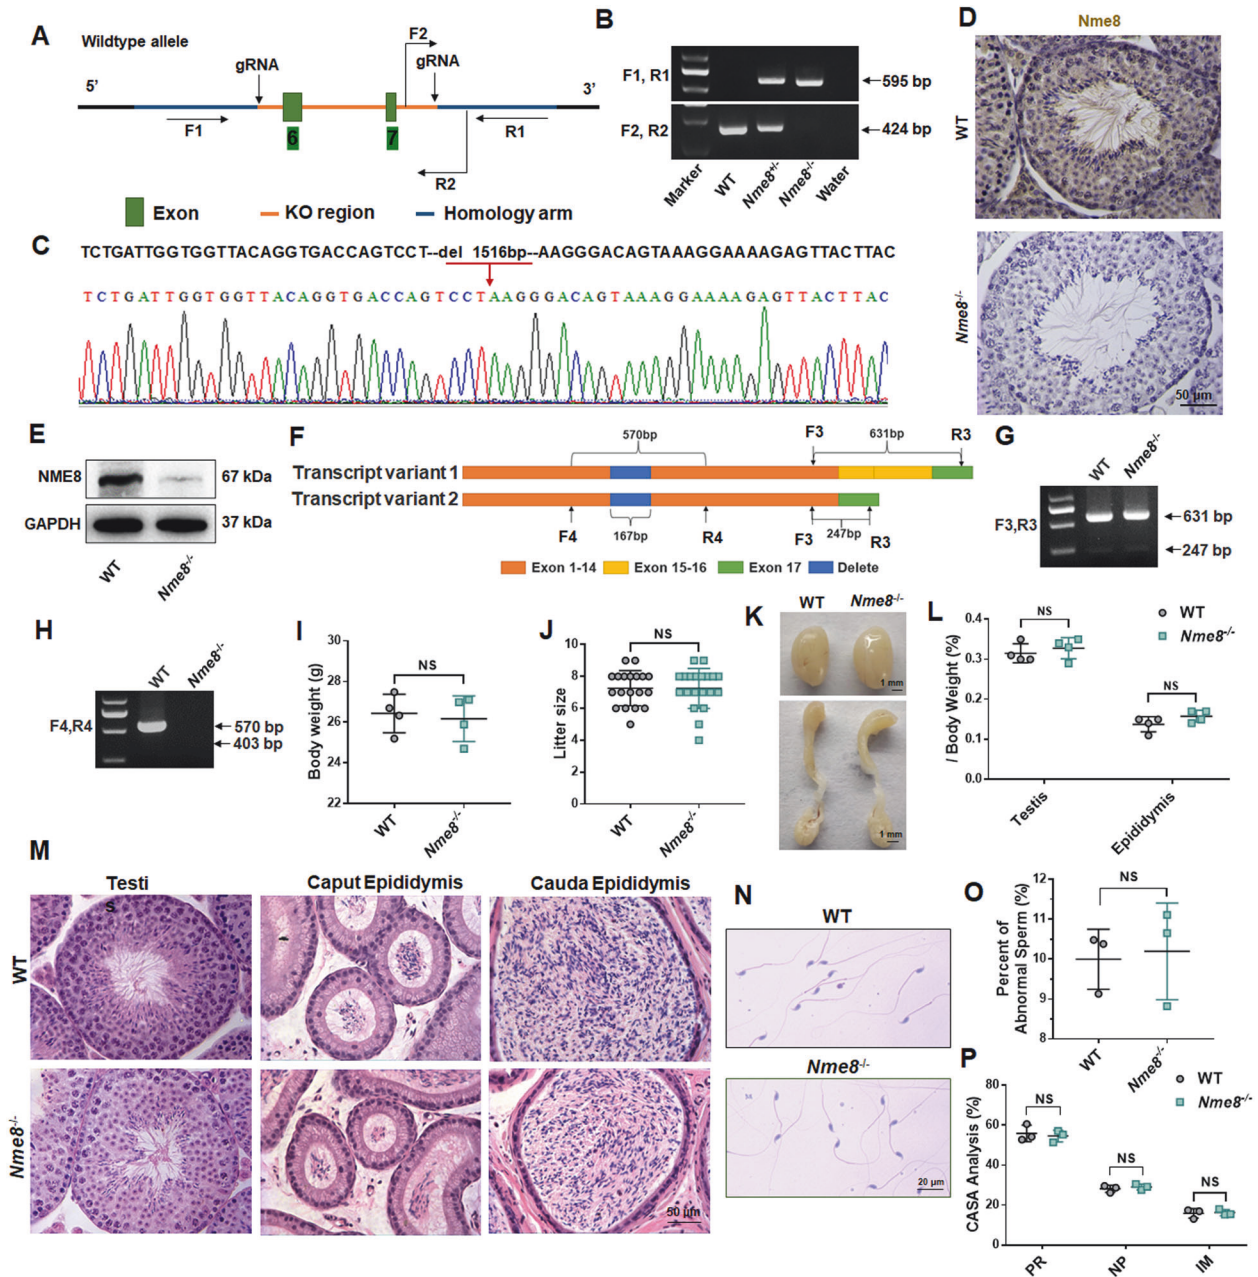 A
Wildtype allele
5'
gRNA
F2
gRNA
3'
F1
6
7
R1
R2
Exon
KO region
Homology arm
B
F1, R1
595 bp
F2, R2
424 bp
Marker
WT
Nme8+/-
Nme8-/-
Water
C
TCTGATTGGTGGTTACAGGTGACCAGTCCT--del 1516bp--AAGGGACAGTAAAGGAAAAGAGTTACTTAC
TCTGATTGGTGGTTACAGGTGACCAGTCCTAAGGGACAGTAAAGGAAAAGAGTTACTTAC
D
Nme8
WT
Nme8-/-
50 μm
E
NME8
67 kDa
GAPDH
37 kDa
WT
Nme8-/-
F
570bp
F3
631bp
R3
Transcript variant 1
Transcript variant 2
F4
167bp
R4
F3
247bp
R3
Exon 1-14
Exon 15-16
Exon 17
Delete
G
WT
Nme8-/-
F3,R3
631 bp
247 bp
H
WT
Nme8-/-
F4,R4
570 bp
403 bp
I
Body weight (g)
30
28
26
24
22
NS
WT
Nme8-/-
J
Litter size
10
8
6
4
2
0
NS
WT
Nme8-/-
K
WT
Nme8-/-
1 mm
1 mm
L
/ Body Weight (%)
0.4
0.3
0.2
0.1
0.0
NS
NS
WT
Nme8-/-
Testis
Epididymis
M
Testi
s
Caput Epididymis
Cauda Epididymis
WT
Nme8-/-
50 μm
N
WT
Nme8-/-
20 μm
O
Percent of
Abnormal Sperm (%)
12
11
10
9
8
NS
WT
Nme8-/-
P
CASA Analysis (%)
80
60
40
20
0
NS
NS
NS
WT
Nme8-/-
PR
NP
IM